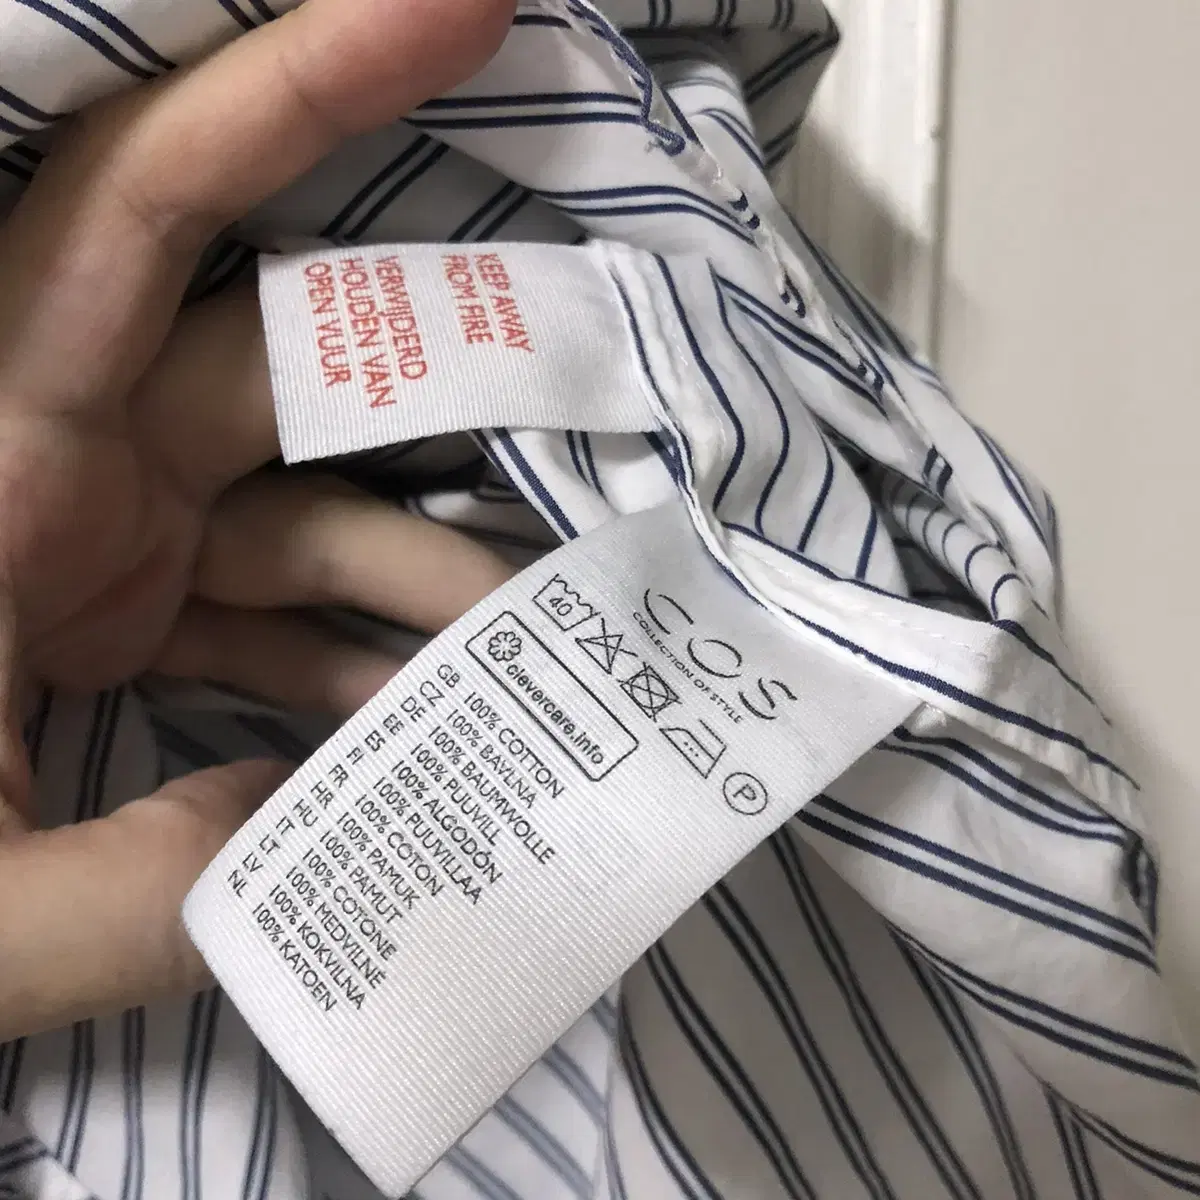 KEEP AWAY
FROM FIRE
VERWIJDERD
HOUDEN VAN
OPEN VUUR
COS
COLLECTION OF STYLE
40
P
clevercare.info
GB 100% COTTON
CZ 100% BAVLNA
DE 100% BAUMWOLLE
EE 100% PUUVILL
ES 100% ALGODÓN
FI 100% PUUVILLAA
FR 100% COTON
HR 100% PAMUK
HU 100% PAMUT
IT 100% COTONE
LT 100% MEDVILNĖ
LV 100% KOKVILNA
NL 100% KATOEN